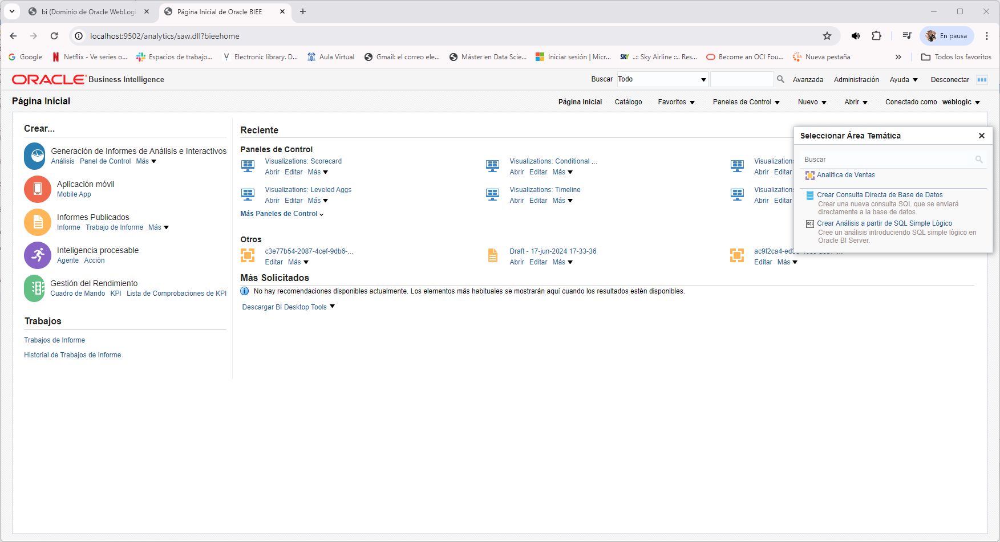 bi (Dominio de Oracle WebLogi
Página Inicial de Oracle BIEE
localhost:9502/analytics/saw.dll?bieehome
En pausa
Google
Netflix - Ve series o...
Espacios de trabajo...
Electronic library. D...
Aula Virtual
Gmail: el correo ele...
Máster en Data Scie...
Iniciar sesión | Micr...
SKY ..:: Sky Airline ::.. Res...
Become an OCI Fou...
Nueva pestaña
Todos los favoritos
ORACLE Business Intelligence
Buscar Todo
Avanzada
Administración
Ayuda
Desconectar
Página Inicial
Página Inicial
Catálogo
Favoritos
Paneles de Control
Nuevo
Abrir
Conectado como weblogic
Crear...
Generación de Informes de Análisis e Interactivos
Análisis Panel de Control Más
Aplicación móvil
Mobile App
Informes Publicados
Informe Trabajo de Informe Más
Inteligencia procesable
Agente Acción
Gestión del Rendimiento
Cuadro de Mando KPI Lista de Comprobaciones de KPI
Trabajos
Trabajos de Informe
Historial de Trabajos de Informe
Reciente
Paneles de Control
Visualizations: Scorecard
Abrir Editar Más
Visualizations: Conditional ...
Abrir Editar Más
Visualizations
Abrir Editar
Visualizations: Leveled Aggs
Abrir Editar Más
Visualizations: Timeline
Abrir Editar Más
Visualizations
Abrir Editar
Más Paneles de Control
Otros
c3e77b54-2087-4cef-9db6-...
Editar Más
Draft - 17-jun-2024 17-33-36
Abrir Editar Más
Editar Más
Más Solicitados
No hay recomendaciones disponibles actualmente. Los elementos más habituales se mostrarán aquí cuando los resultados estén disponibles.
Descargar BI Desktop Tools
Seleccionar Área Temática
Buscar
Analitica de Ventas
Crear Consulta Directa de Base de Datos
Crear una nueva consulta SQL que se enviará
directamente a la base de datos.
SQL Crear Análisis a partir de SQL Simple Lógico
Cree un análisis introduciendo SQL simple lógico en
Oracle BI Server.